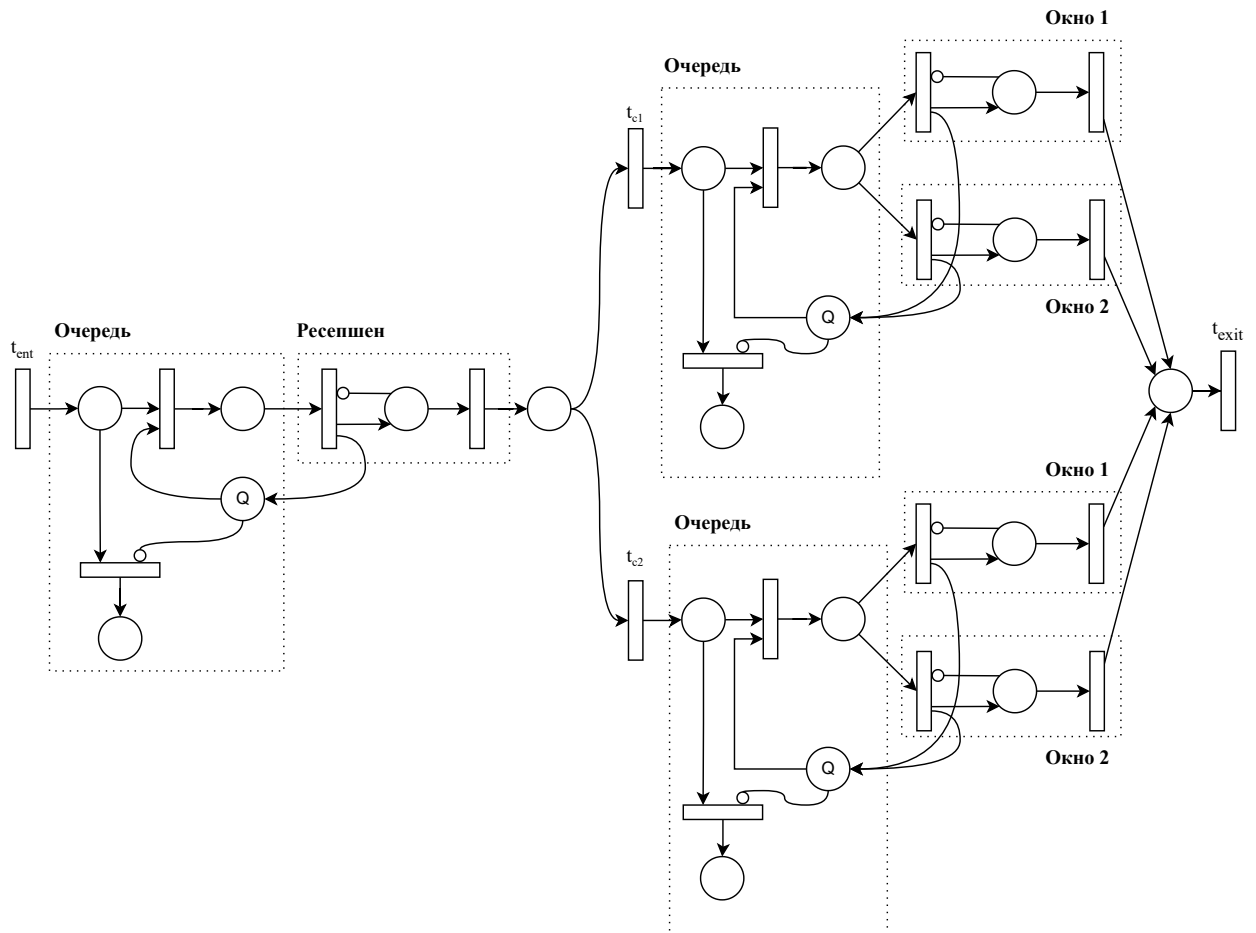 Окно 1
Очередь
t_c1
Окно 2
Q
Очередь
Ресепшен
t_ent
t_exit
Q
Окно 1
Очередь
t_c2
Окно 2
Q